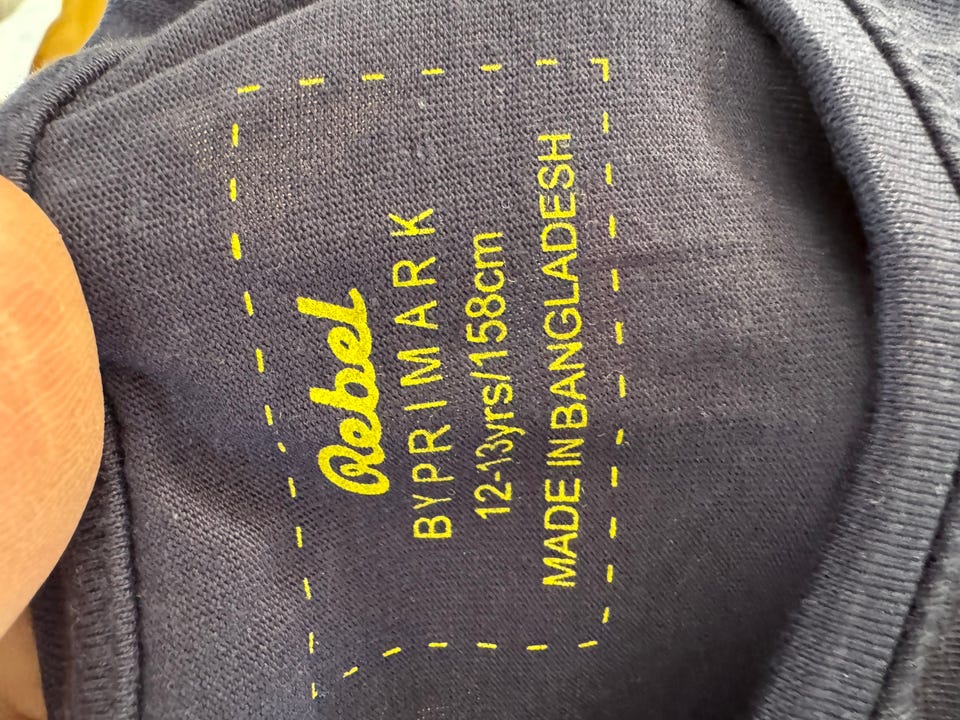 Rebel
BY PRIMARK
12-13yrs/158cm
MADE IN BANGLADESH